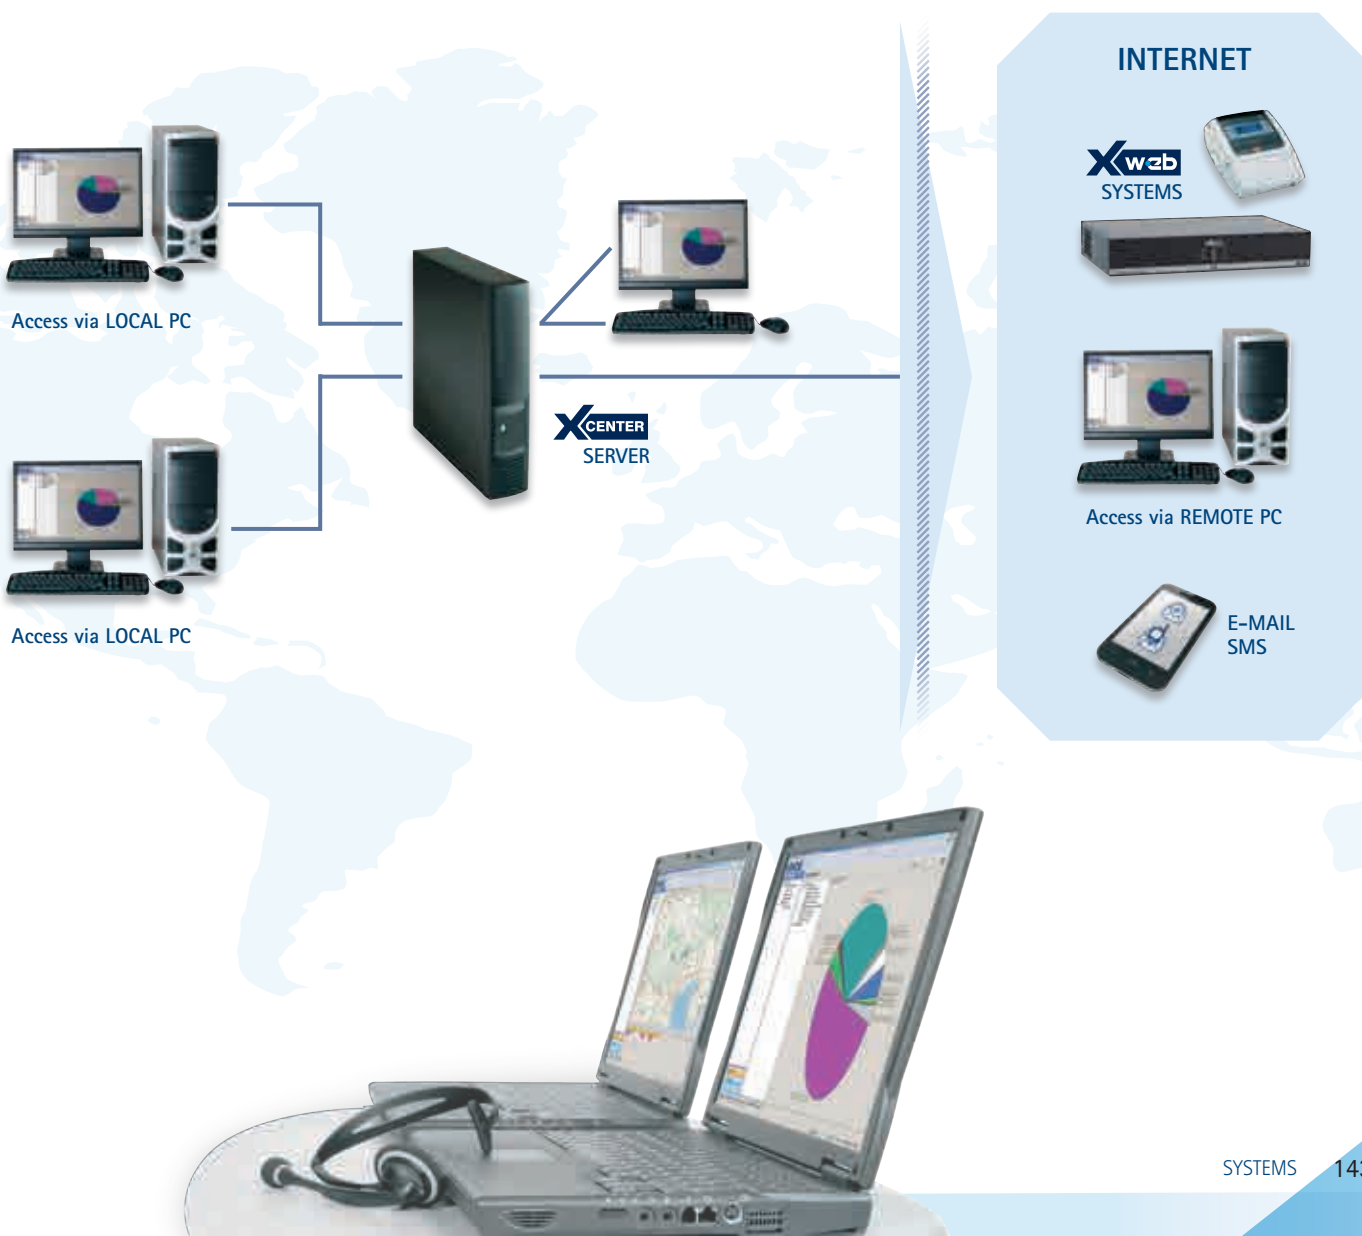 INTERNET
Xweb
SYSTEMS
Access via LOCAL PC
XCENTER
SERVER
Access via REMOTE PC
Access via LOCAL PC
E-MAIL
SMS
SYSTEMS 143